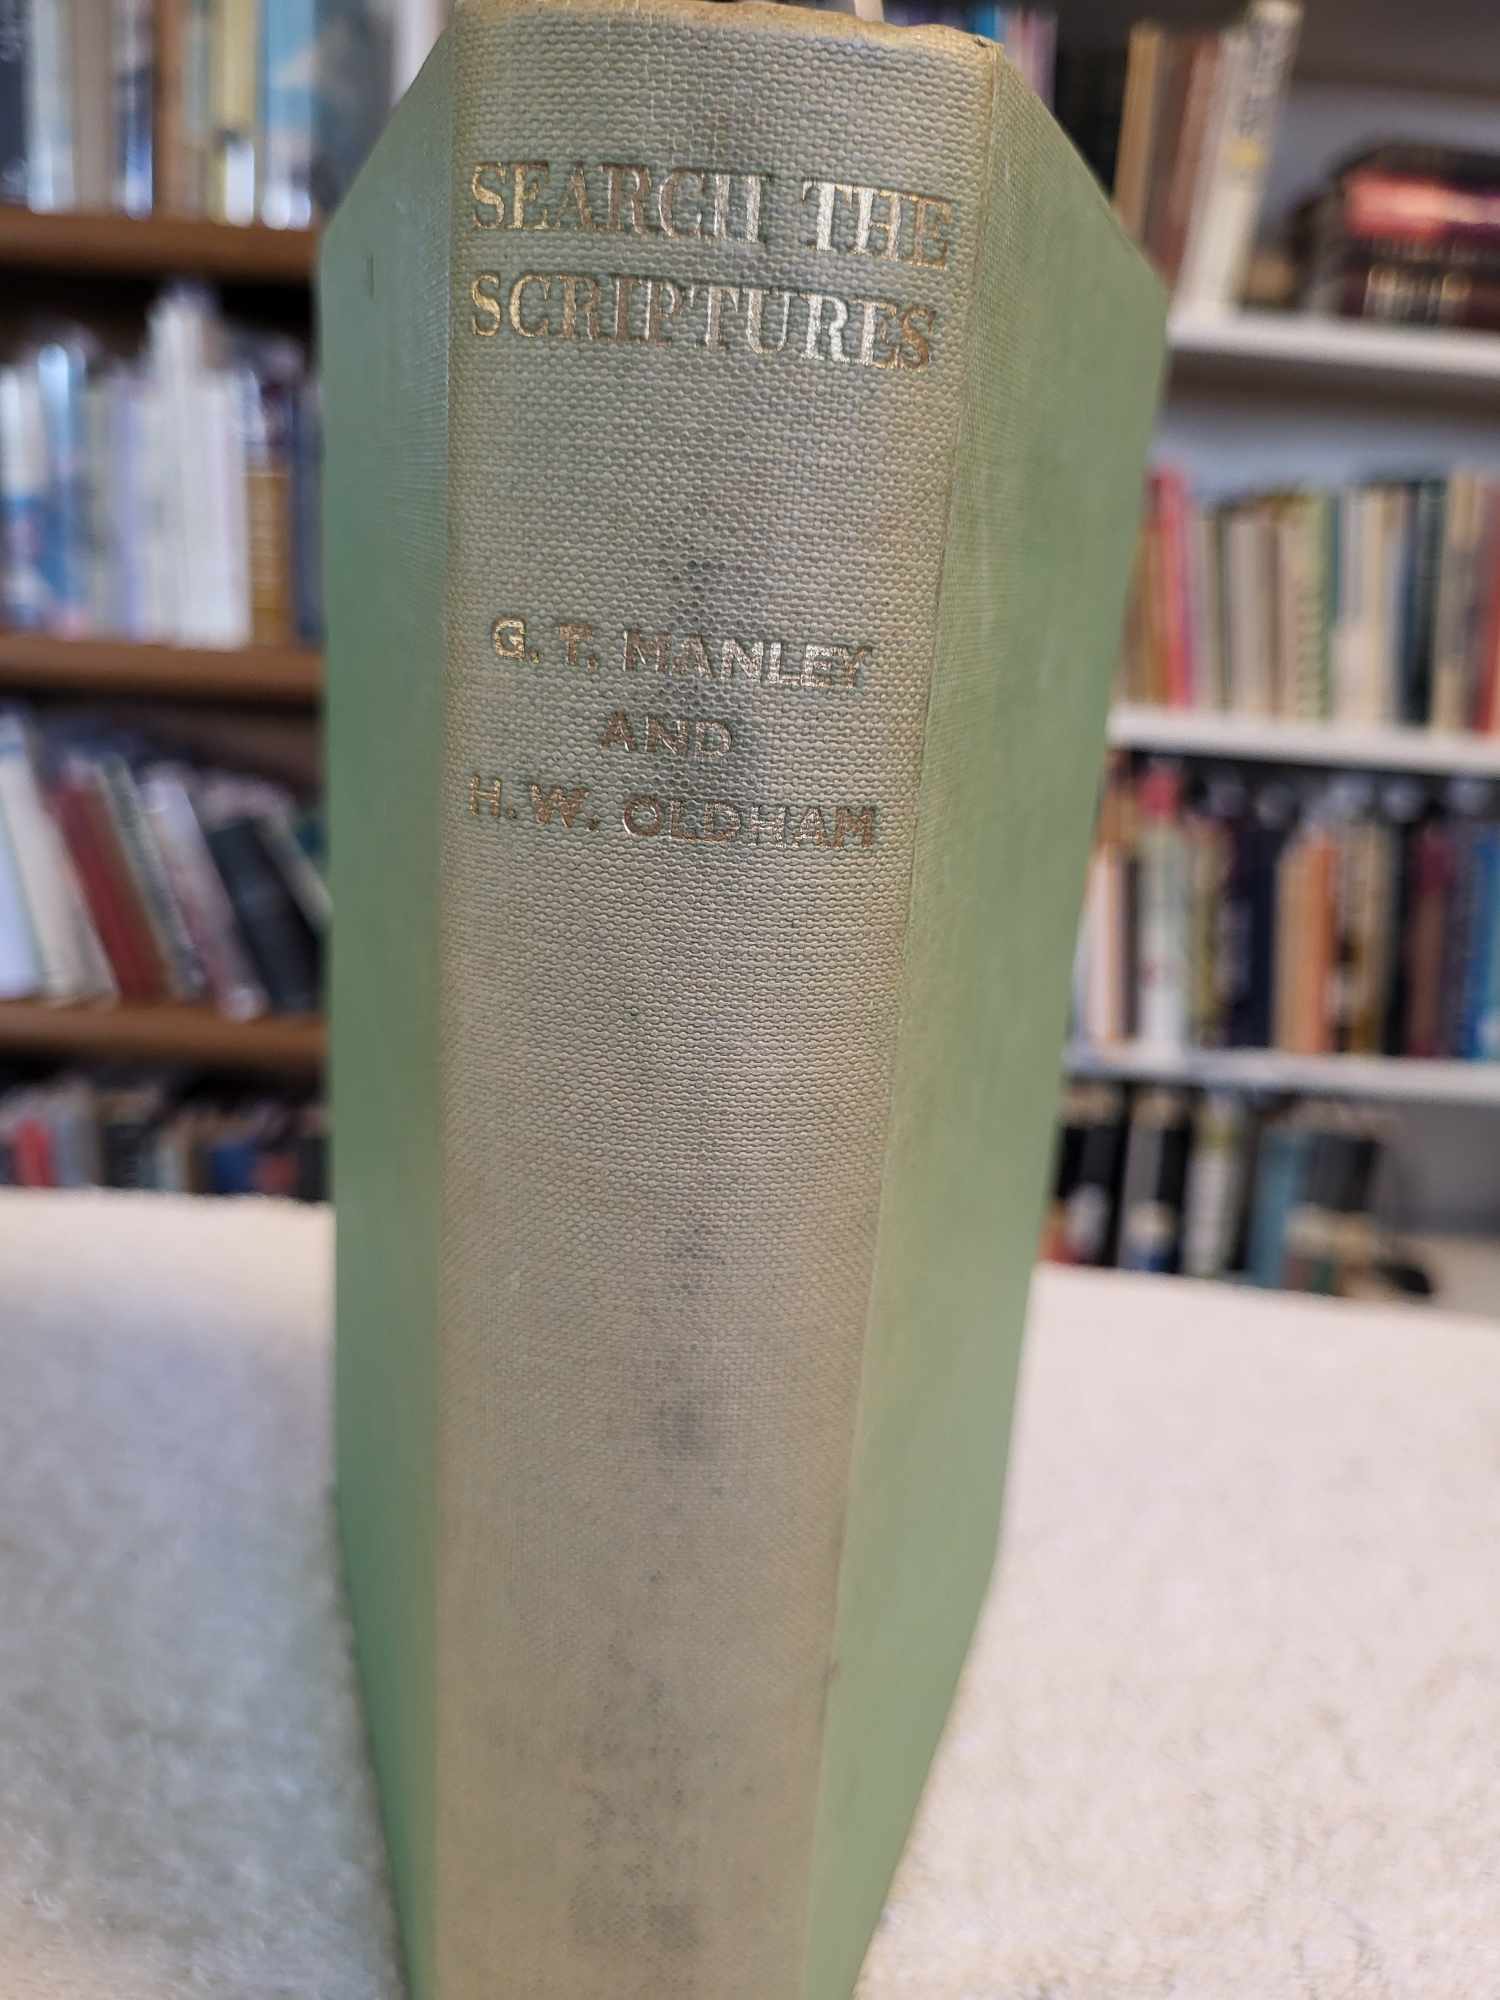 SEARCH THE
SCRIPTURES
G. T. MANLEY
AND
H. W. OLDHAM